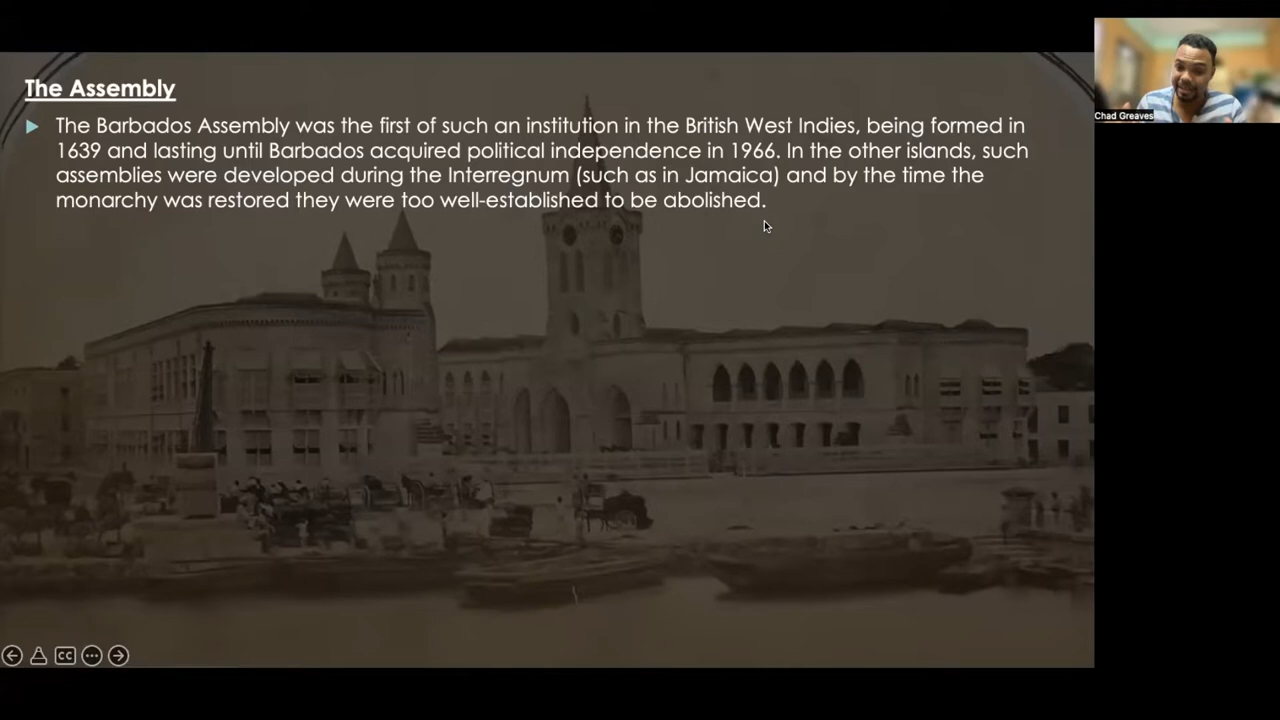 The Assembly
The Barbados Assembly was the first of such an institution in the British West Indies, being formed in
1639 and lasting until Barbados acquired political independence in 1966. In the other islands, such
assemblies were developed during the Interregnum (such as in Jamaica) and by the time the
monarchy was restored they were too well-established to be abolished.
Chad Greaves
CC